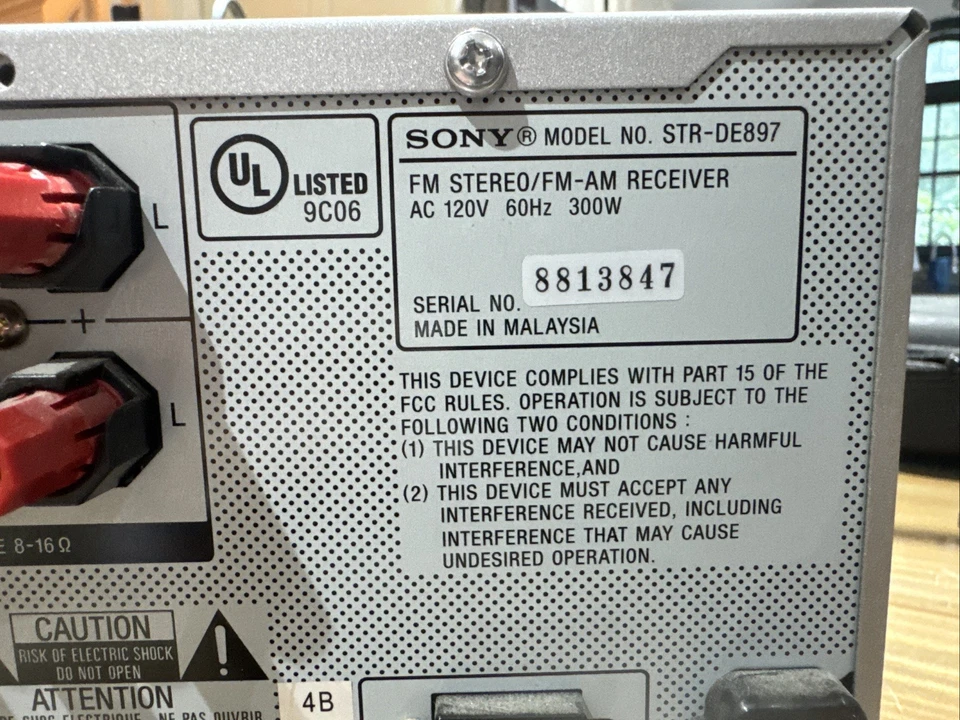 UL
LISTED
9C06
SONY® MODEL NO. STR-DE897
FM STEREO/FM-AM RECEIVER
AC 120V 60Hz 300W
8813847
SERIAL NO.
MADE IN MALAYSIA
L
+
L
8-16Ω
THIS DEVICE COMPLIES WITH PART 15 OF THE
FCC RULES. OPERATION IS SUBJECT TO THE
FOLLOWING TWO CONDITIONS :
(1) THIS DEVICE MAY NOT CAUSE HARMFUL
INTERFERENCE,AND
(2) THIS DEVICE MUST ACCEPT ANY
INTERFERENCE RECEIVED, INCLUDING
INTERFERENCE THAT MAY CAUSE
UNDESIRED OPERATION.
CAUTION
RISK OF ELECTRIC SHOCK
DO NOT OPEN
!
ATTENTION
NE PAS OUVRIR
4B